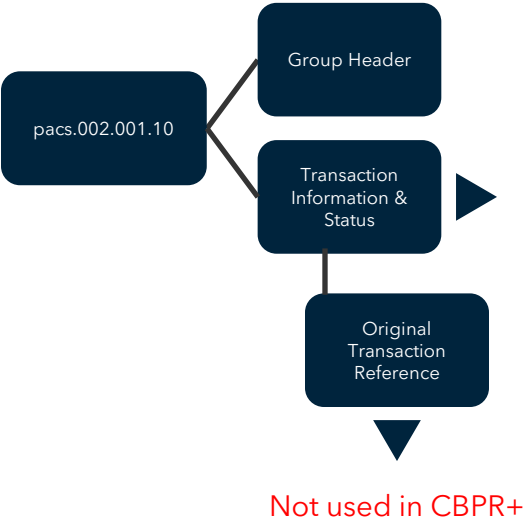 Group Header
pacs.002.001.10
Transaction
Information &
Status
Original
Transaction
Reference
Not used in CBPR+